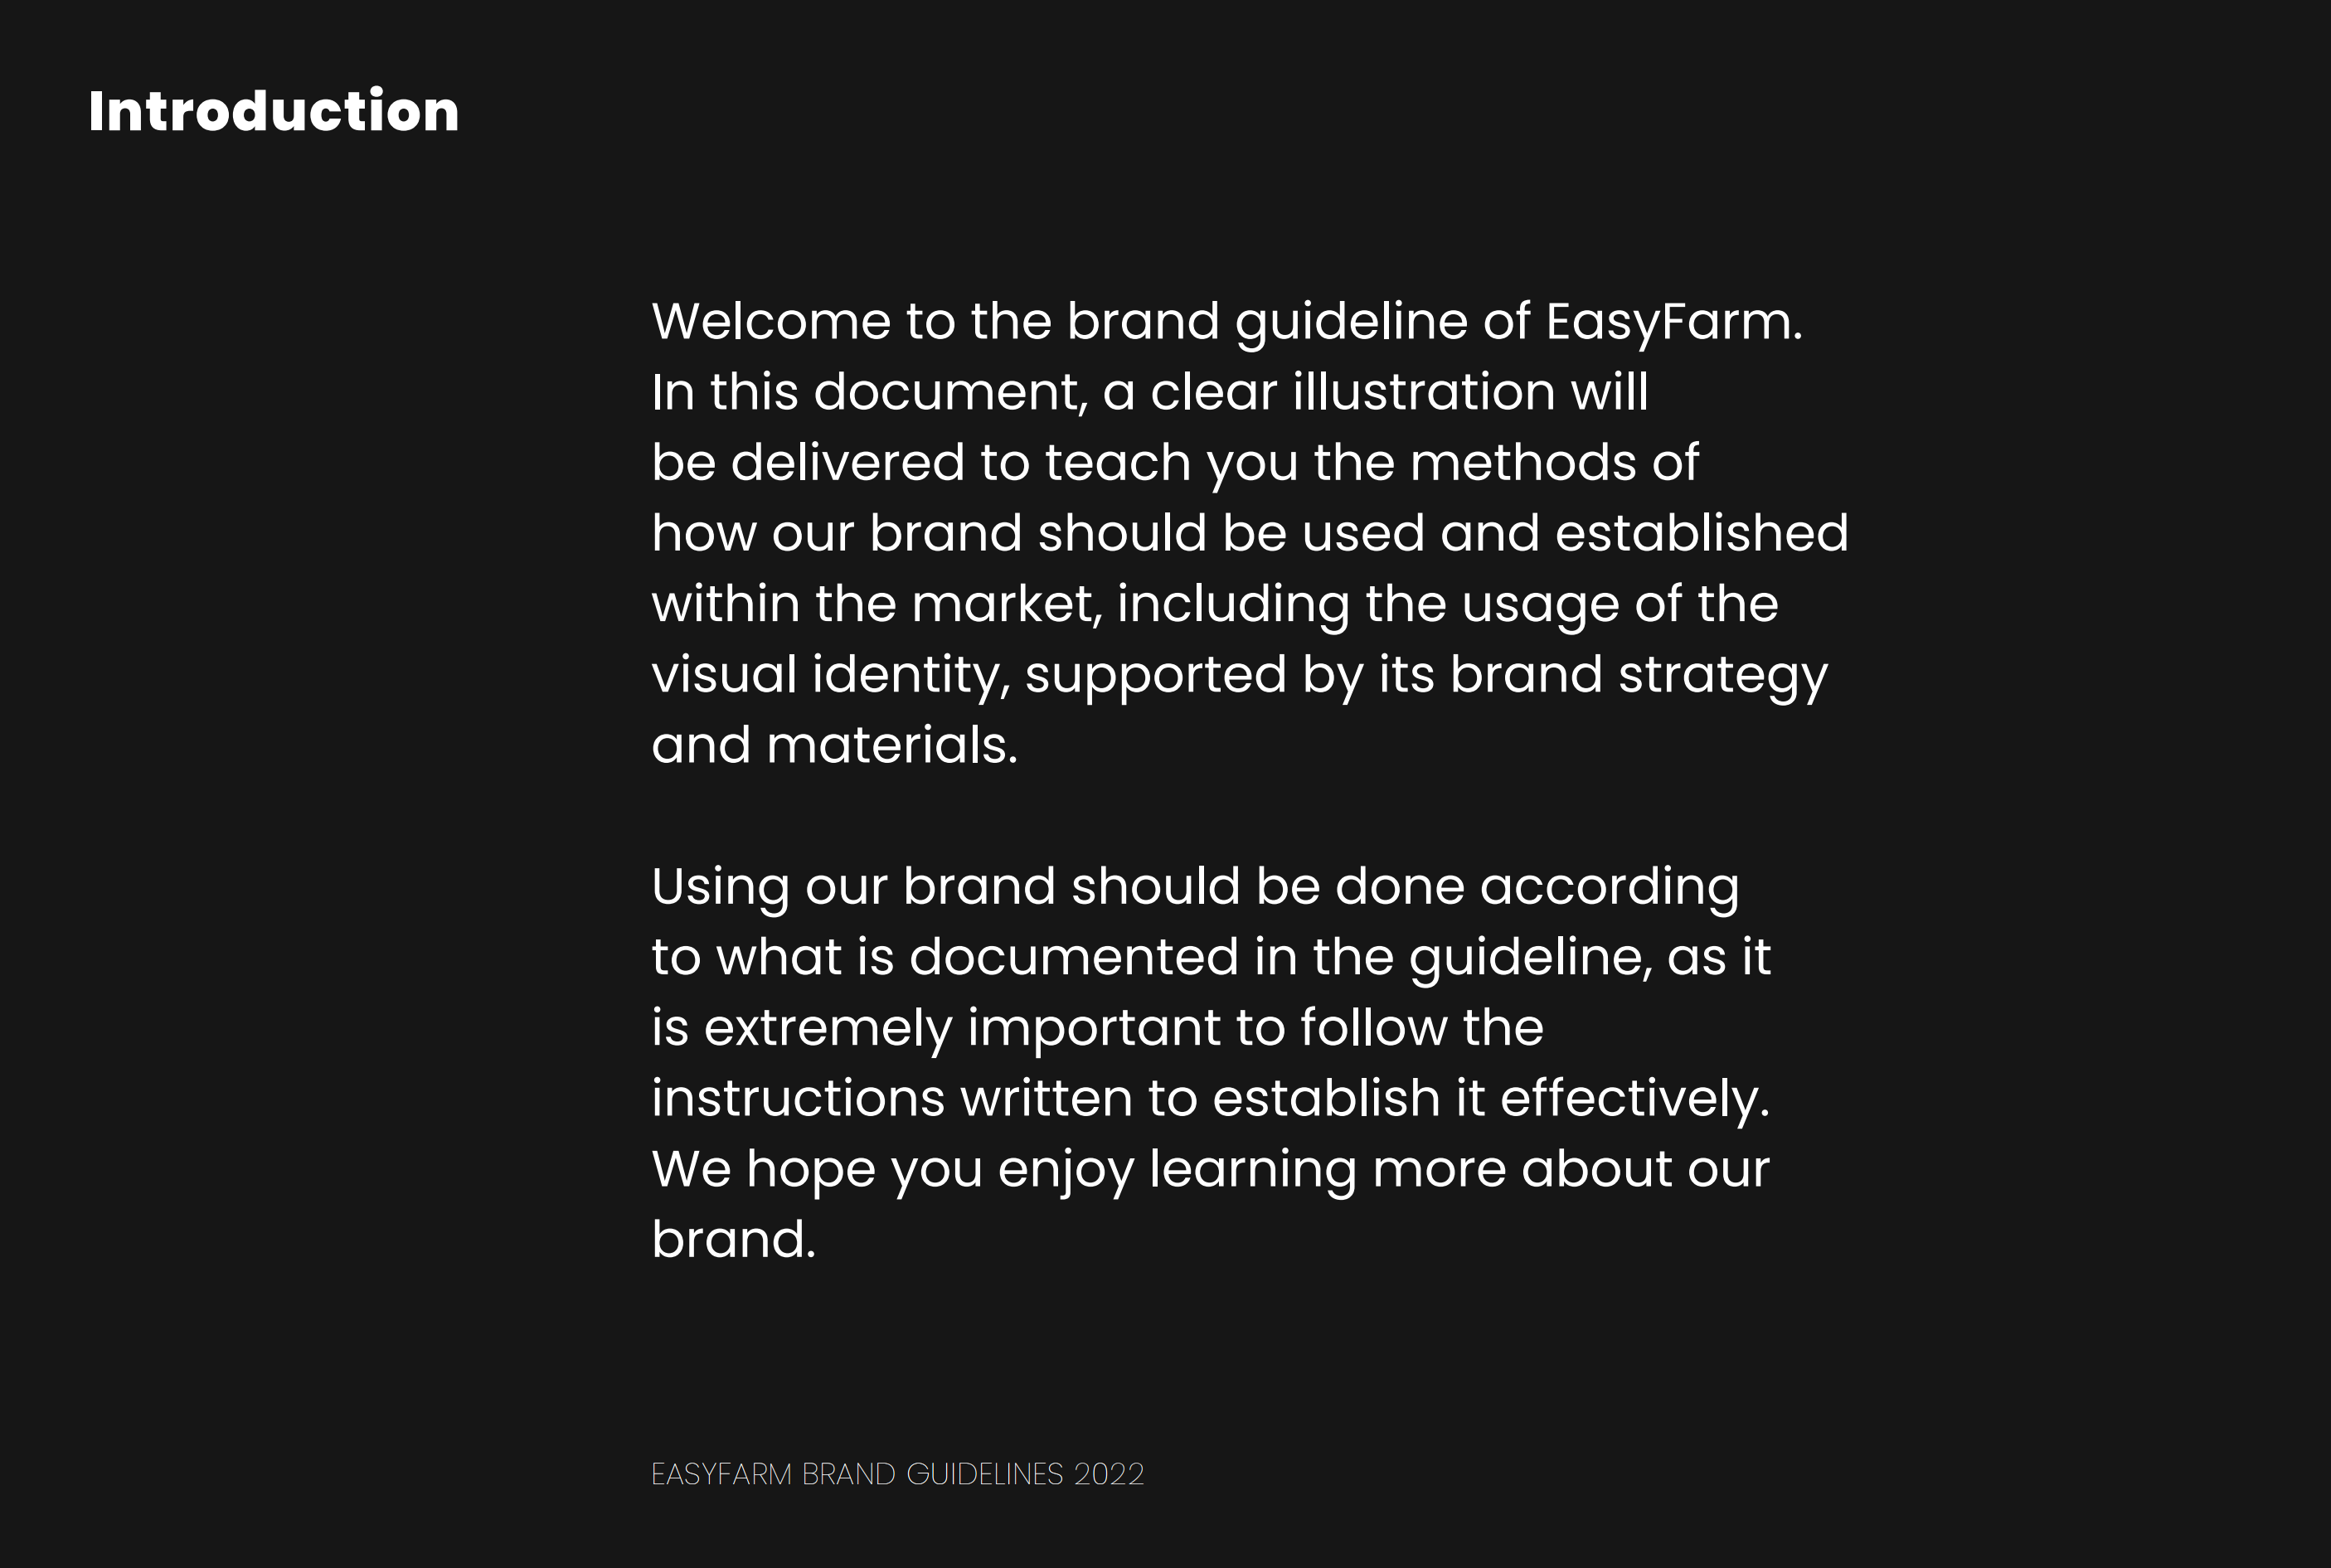 Introduction
Welcome to the brand guideline of EasyFarm.
In this document, a clear illustration will
be delivered to teach you the methods of
how our brand should be used and established
within the market, including the usage of the
visual identity, supported by its brand strategy
and materials.
Using our brand should be done according
to what is documented in the guideline, as it
is extremely important to follow the
instructions written to establish it effectively.
We hope you enjoy learning more about our
brand.
EASYFARM BRAND GUIDELINES 2022